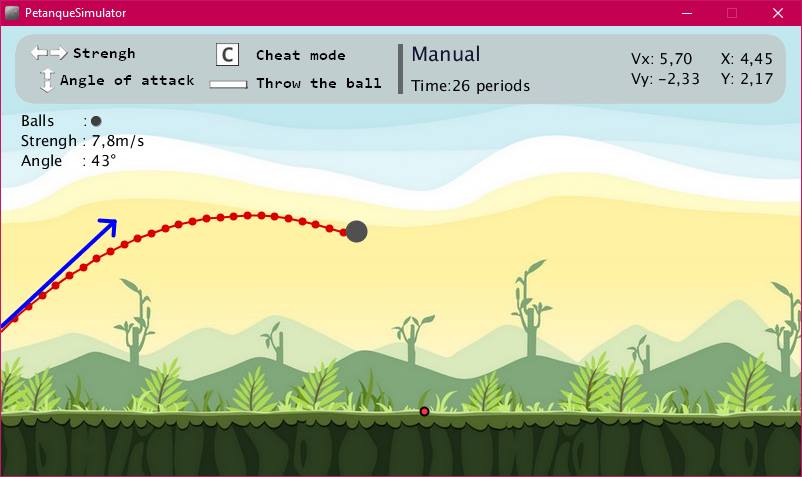 PetanqueSimulator
Strengh
C Cheat mode
Angle of attack
Throw the ball
Manual
Time:26 periods
Vx: 5,70 X: 4,45
Vy: -2,33 Y: 2,17
Balls :
Strengh : 7,8m/s
Angle : 43°